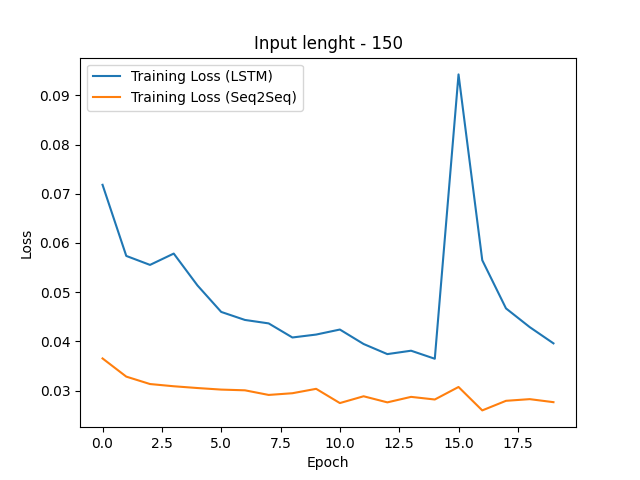 Input lenght - 150
Training Loss (LSTM)
Training Loss (Seq2Seq)
0.09
0.08
0.07
0.06
0.05
0.04
0.03
Loss
0.0 2.5 5.0 7.5 10.0 12.5 15.0 17.5
Epoch